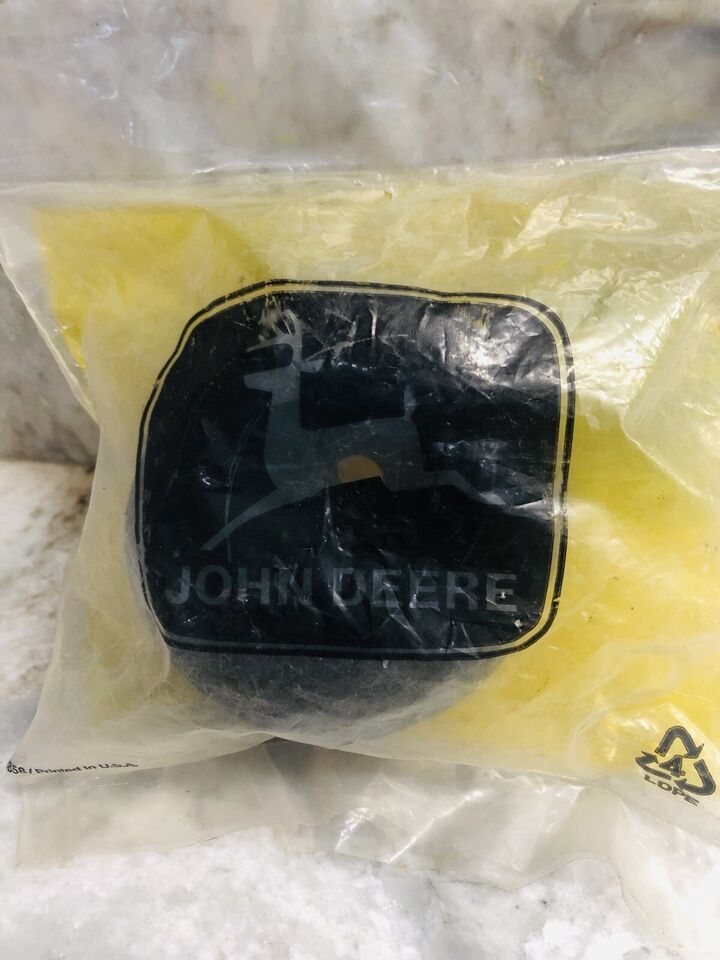 JOHN DEERE
Printed in U.S.A.
4
LDPE